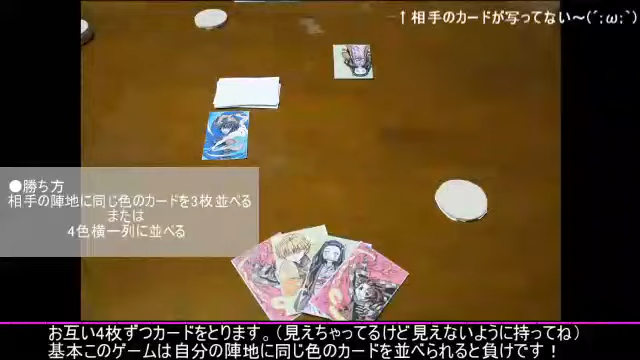 ↑相手のカードが写ってない～(´;ω;`)
●勝ち方
相手の陣地に同じ色のカードを3枚並べる
または
4色横一列に並べる
お互い4枚ずつカードをとります。（見えちゃってるけど見えないように持ってね）
基本このゲームは自分の陣地に同じ色のカードを並べられると負けです！